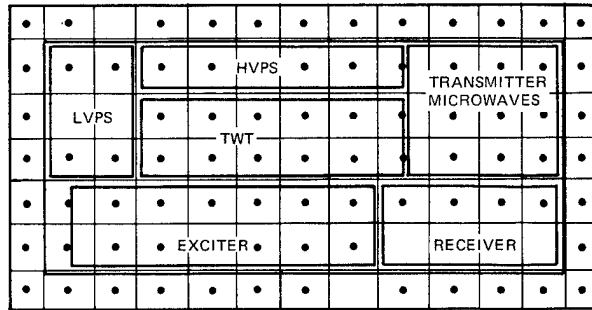 HVPS
TRANSMITTER
MICROWAVES
LVPS
TWT
EXCITER
RECEIVER